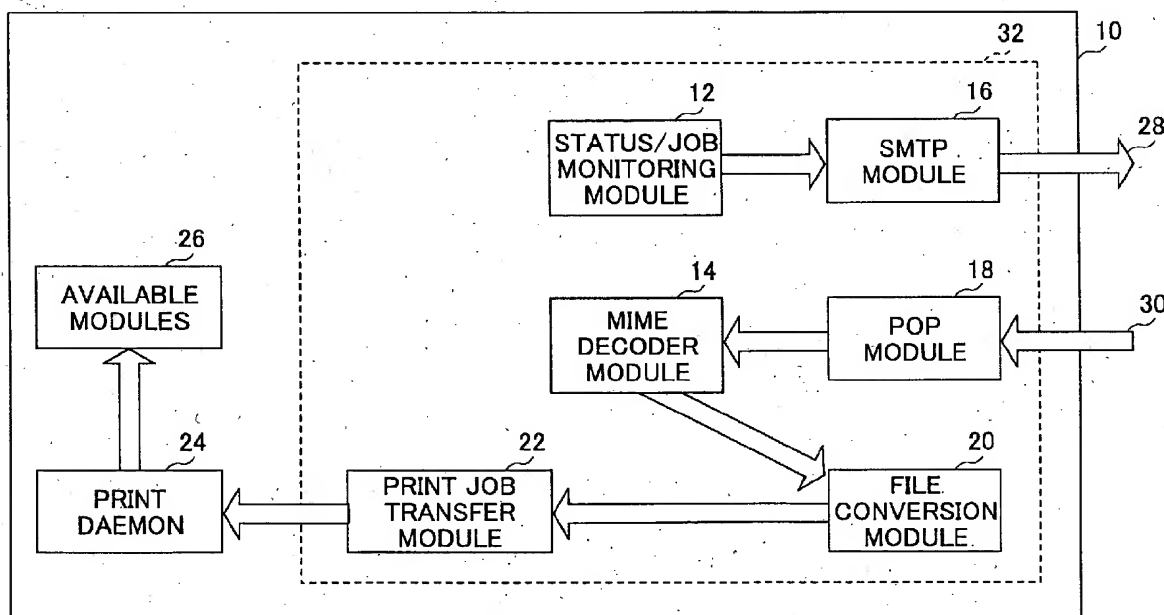 32
10
12
STATUS/JOB
MONITORING
MODULE
16
SMTP
MODULE
28
26
AVAILABLE
MODULES
14
MIME
DECODER
MODULE
18
POP
MODULE
30
24
PRINT
DAEMON
22
PRINT JOB
TRANSFER
MODULE
20
FILE
CONVERSION
MODULE